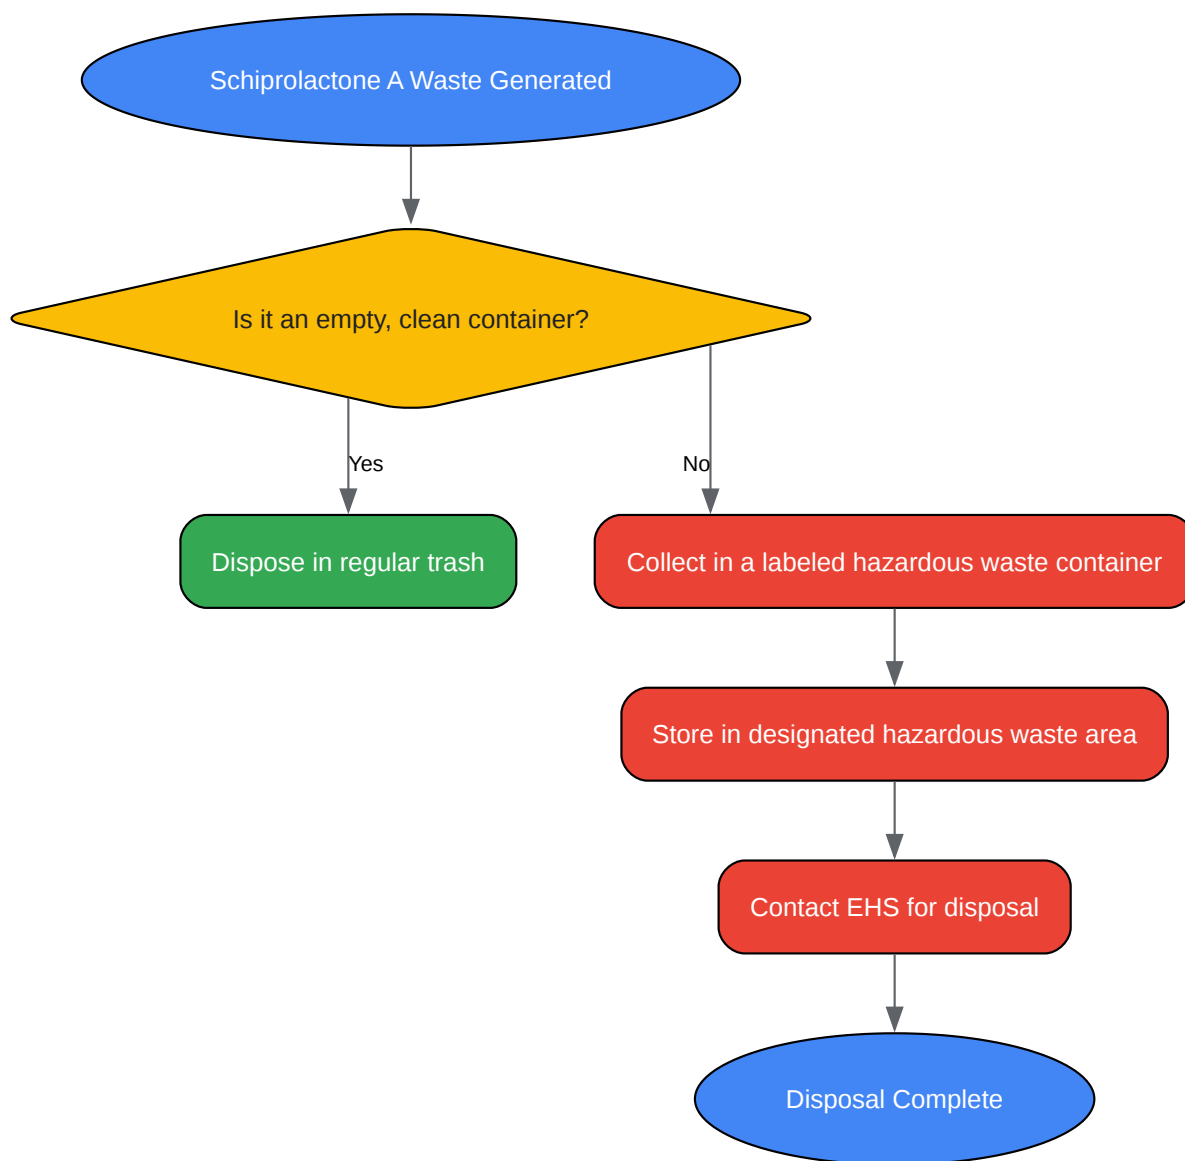 Schiprolactone A Waste Generated
Is it an empty, clean container?
Yes
No
Dispose in regular trash
Collect in a labeled hazardous waste container
Store in designated hazardous waste area
Contact EHS for disposal
Disposal Complete